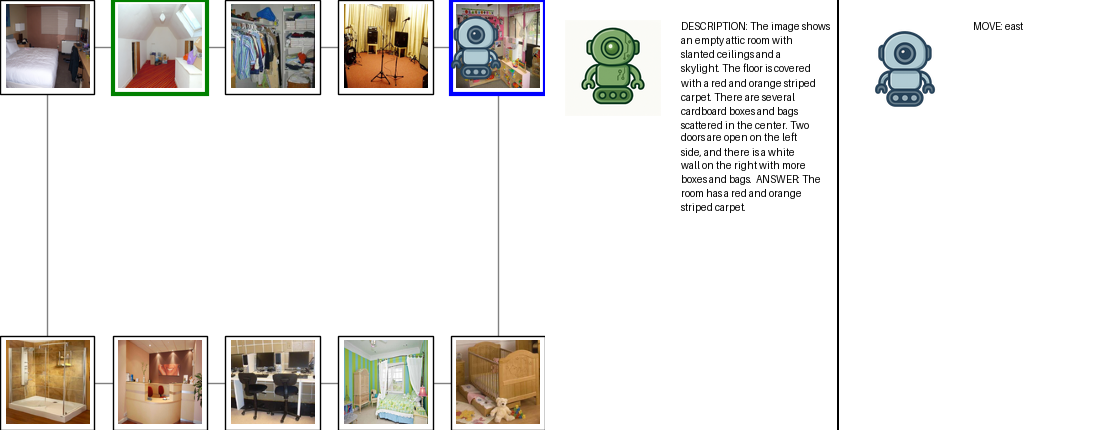 DESCRIPTION: The image shows
an empty attic room with
slanted ceilings and a
skylight. The floor is covered
with a red and orange striped
carpet. There are several
cardboard boxes and bags
scattered in the center. Two
doors are open on the left
side, and there is a white
wall on the right with more
boxes and bags. ANSWER: The
room has a red and orange
striped carpet.
MOVE: east